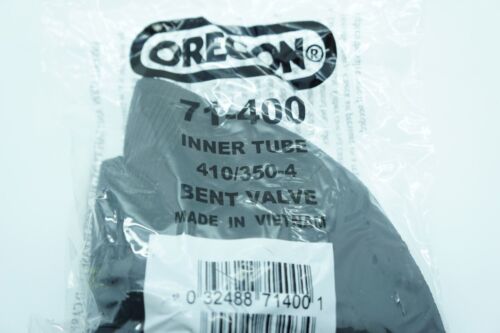 OREGON®
71-400
INNER TUBE
410/350-4
BENT VALVE
MADE IN VIETNAM
0 32488 71400 1